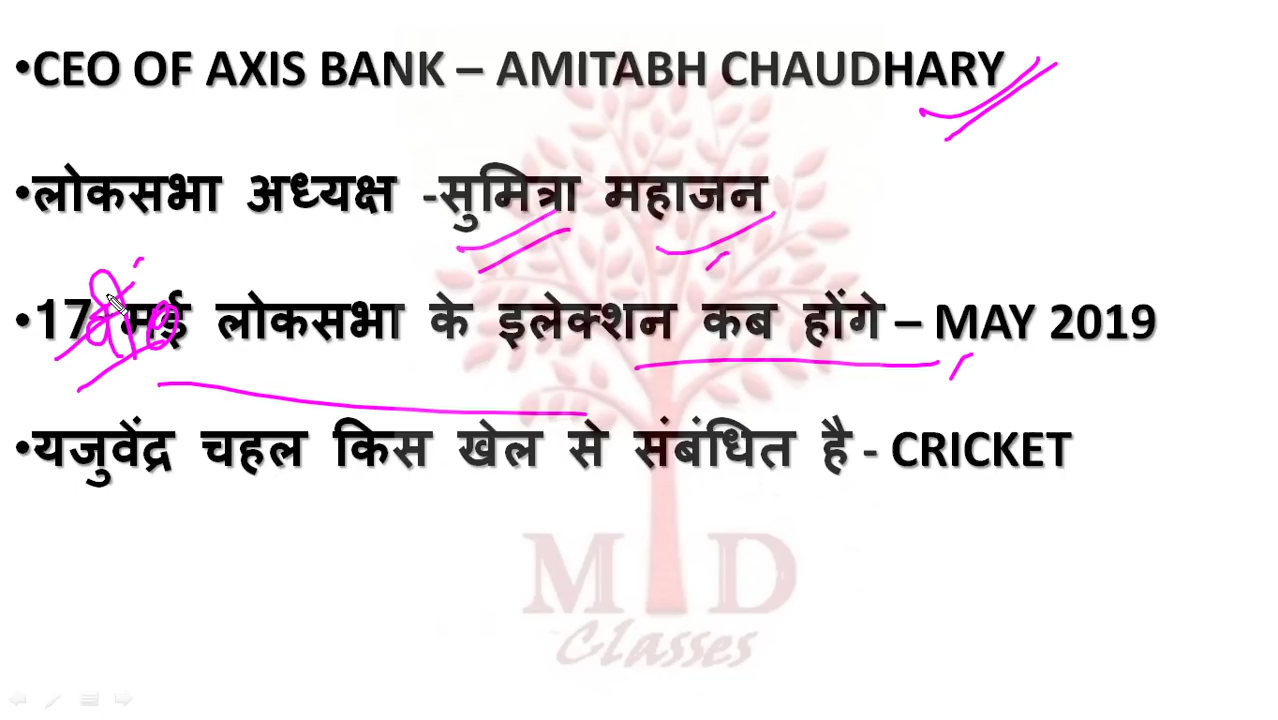 •CEO OF AXIS BANK – AMITABH CHAUDHARY
•लोकसभा अध्यक्ष -सुमित्रा महाजन
•17 मई लोकसभा के इलेक्शन कब होंगे – MAY 2019
•यजुवेंद्र चहल किस खेल से संबंधित है - CRICKET
M D
Classes